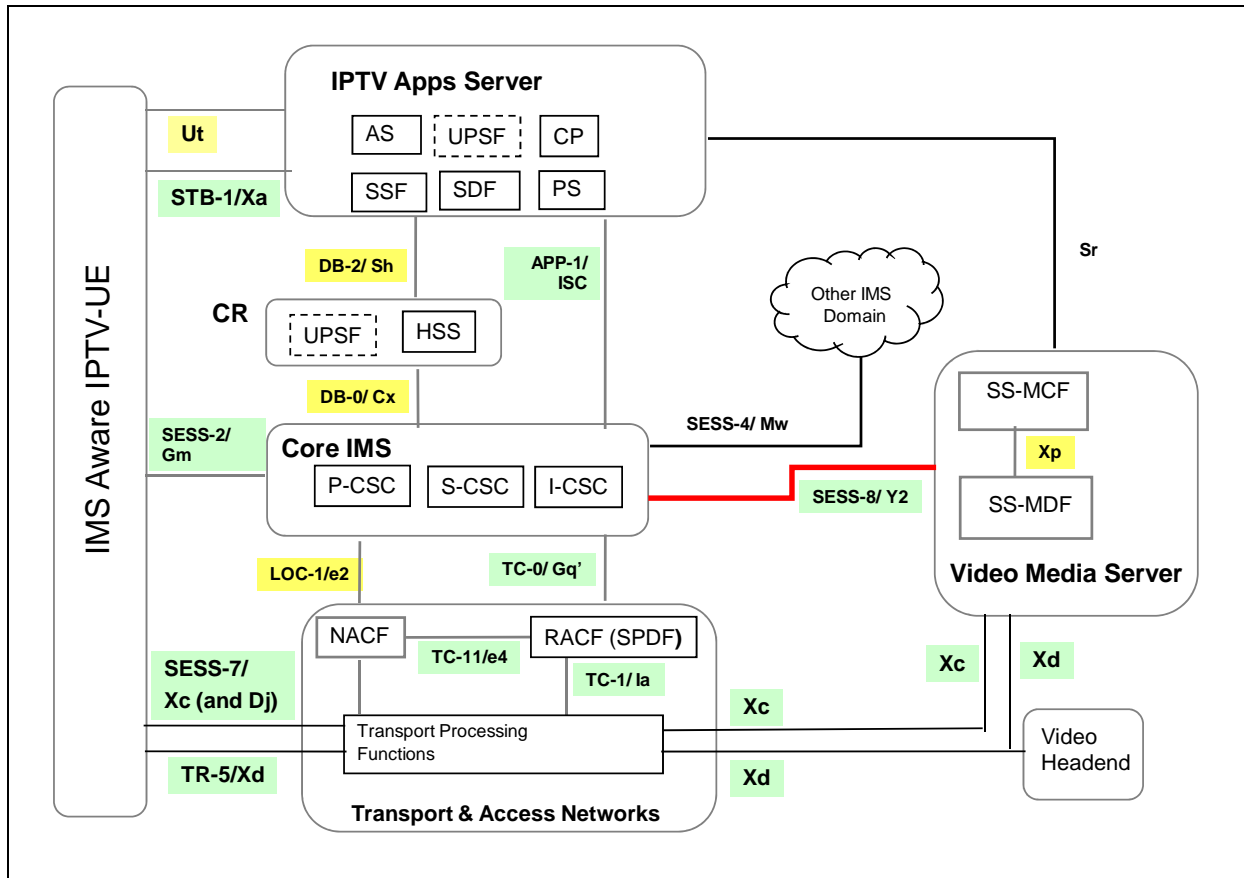 IPTV Apps Server
AS
UPSF
CP
SSF
SDF
PS
Ut
STB-1/Xa
IMS Aware IPTV-UE
DB-2/ Sh
APP-1/
ISC
Sr
CR
UPSF
HSS
Other IMS
Domain
DB-0/ Cx
SESS-2/
Gm
Core IMS
P-CSC
S-CSC
I-CSC
SESS-4/ Mw
SESS-8/ Y2
SS-MCF
Xp
SS-MDF
Video Media Server
LOC-1/e2
TC-0/ Gq’
NACF
RACF (SPDF)
TC-11/e4
TC-1/ Ia
SESS-7/
Xc (and Dj)
TR-5/Xd
Transport Processing
Functions
Transport & Access Networks
Xc
Xd
Xc
Xd
Video
Headend